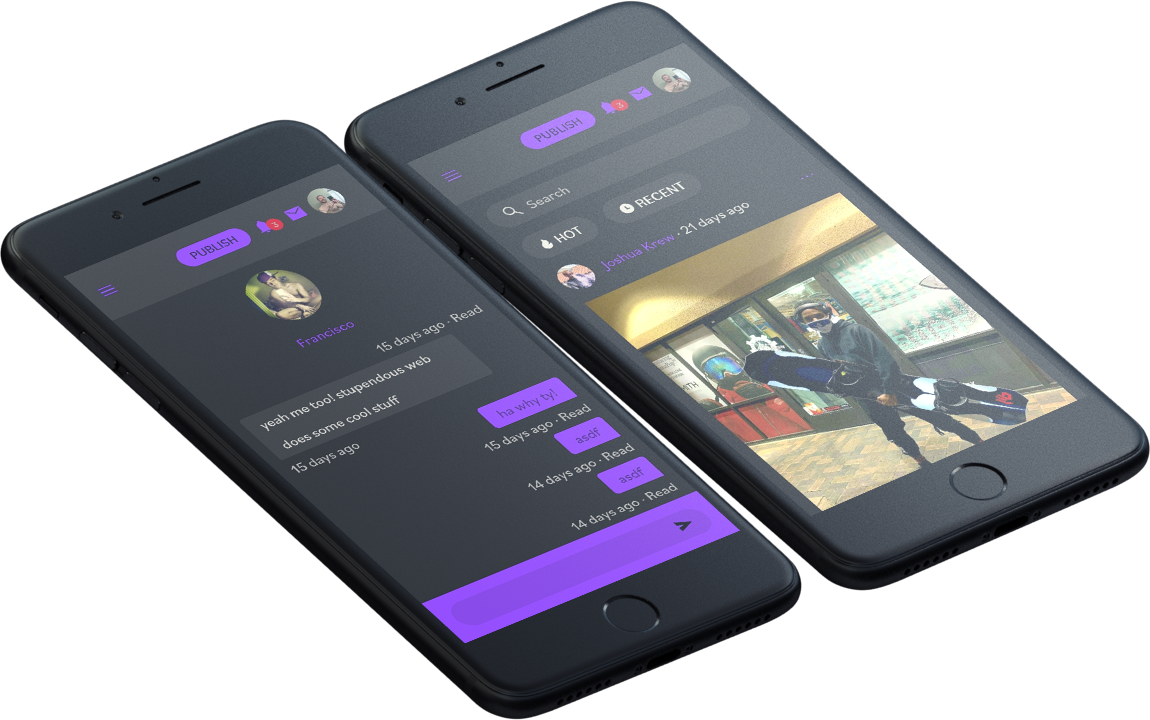 PUBLISH
3
Francisco
15 days ago · Read
yeah me too! stupendous web
does some cool stuff
15 days ago
ha why ty!
15 days ago · Read
asdf
14 days ago · Read
asdf
14 days ago · Read
PUBLISH
3
Search
HOT
RECENT
Joshua Krew · 21 days ago